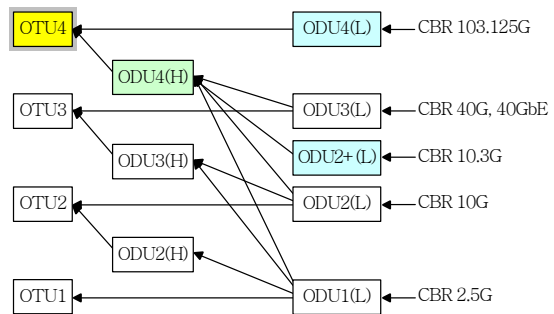 OTU4 ODU4(L) CBR 103.125G
ODU4(H)
OTU3 ODU3(L) CBR 40G, 40GbE
ODU3(H) ODU2+(L) CBR 10.3G
OTU2 ODU2(L) CBR 10G
ODU2(H)
OTU1 ODU1(L) CBR 2.5G